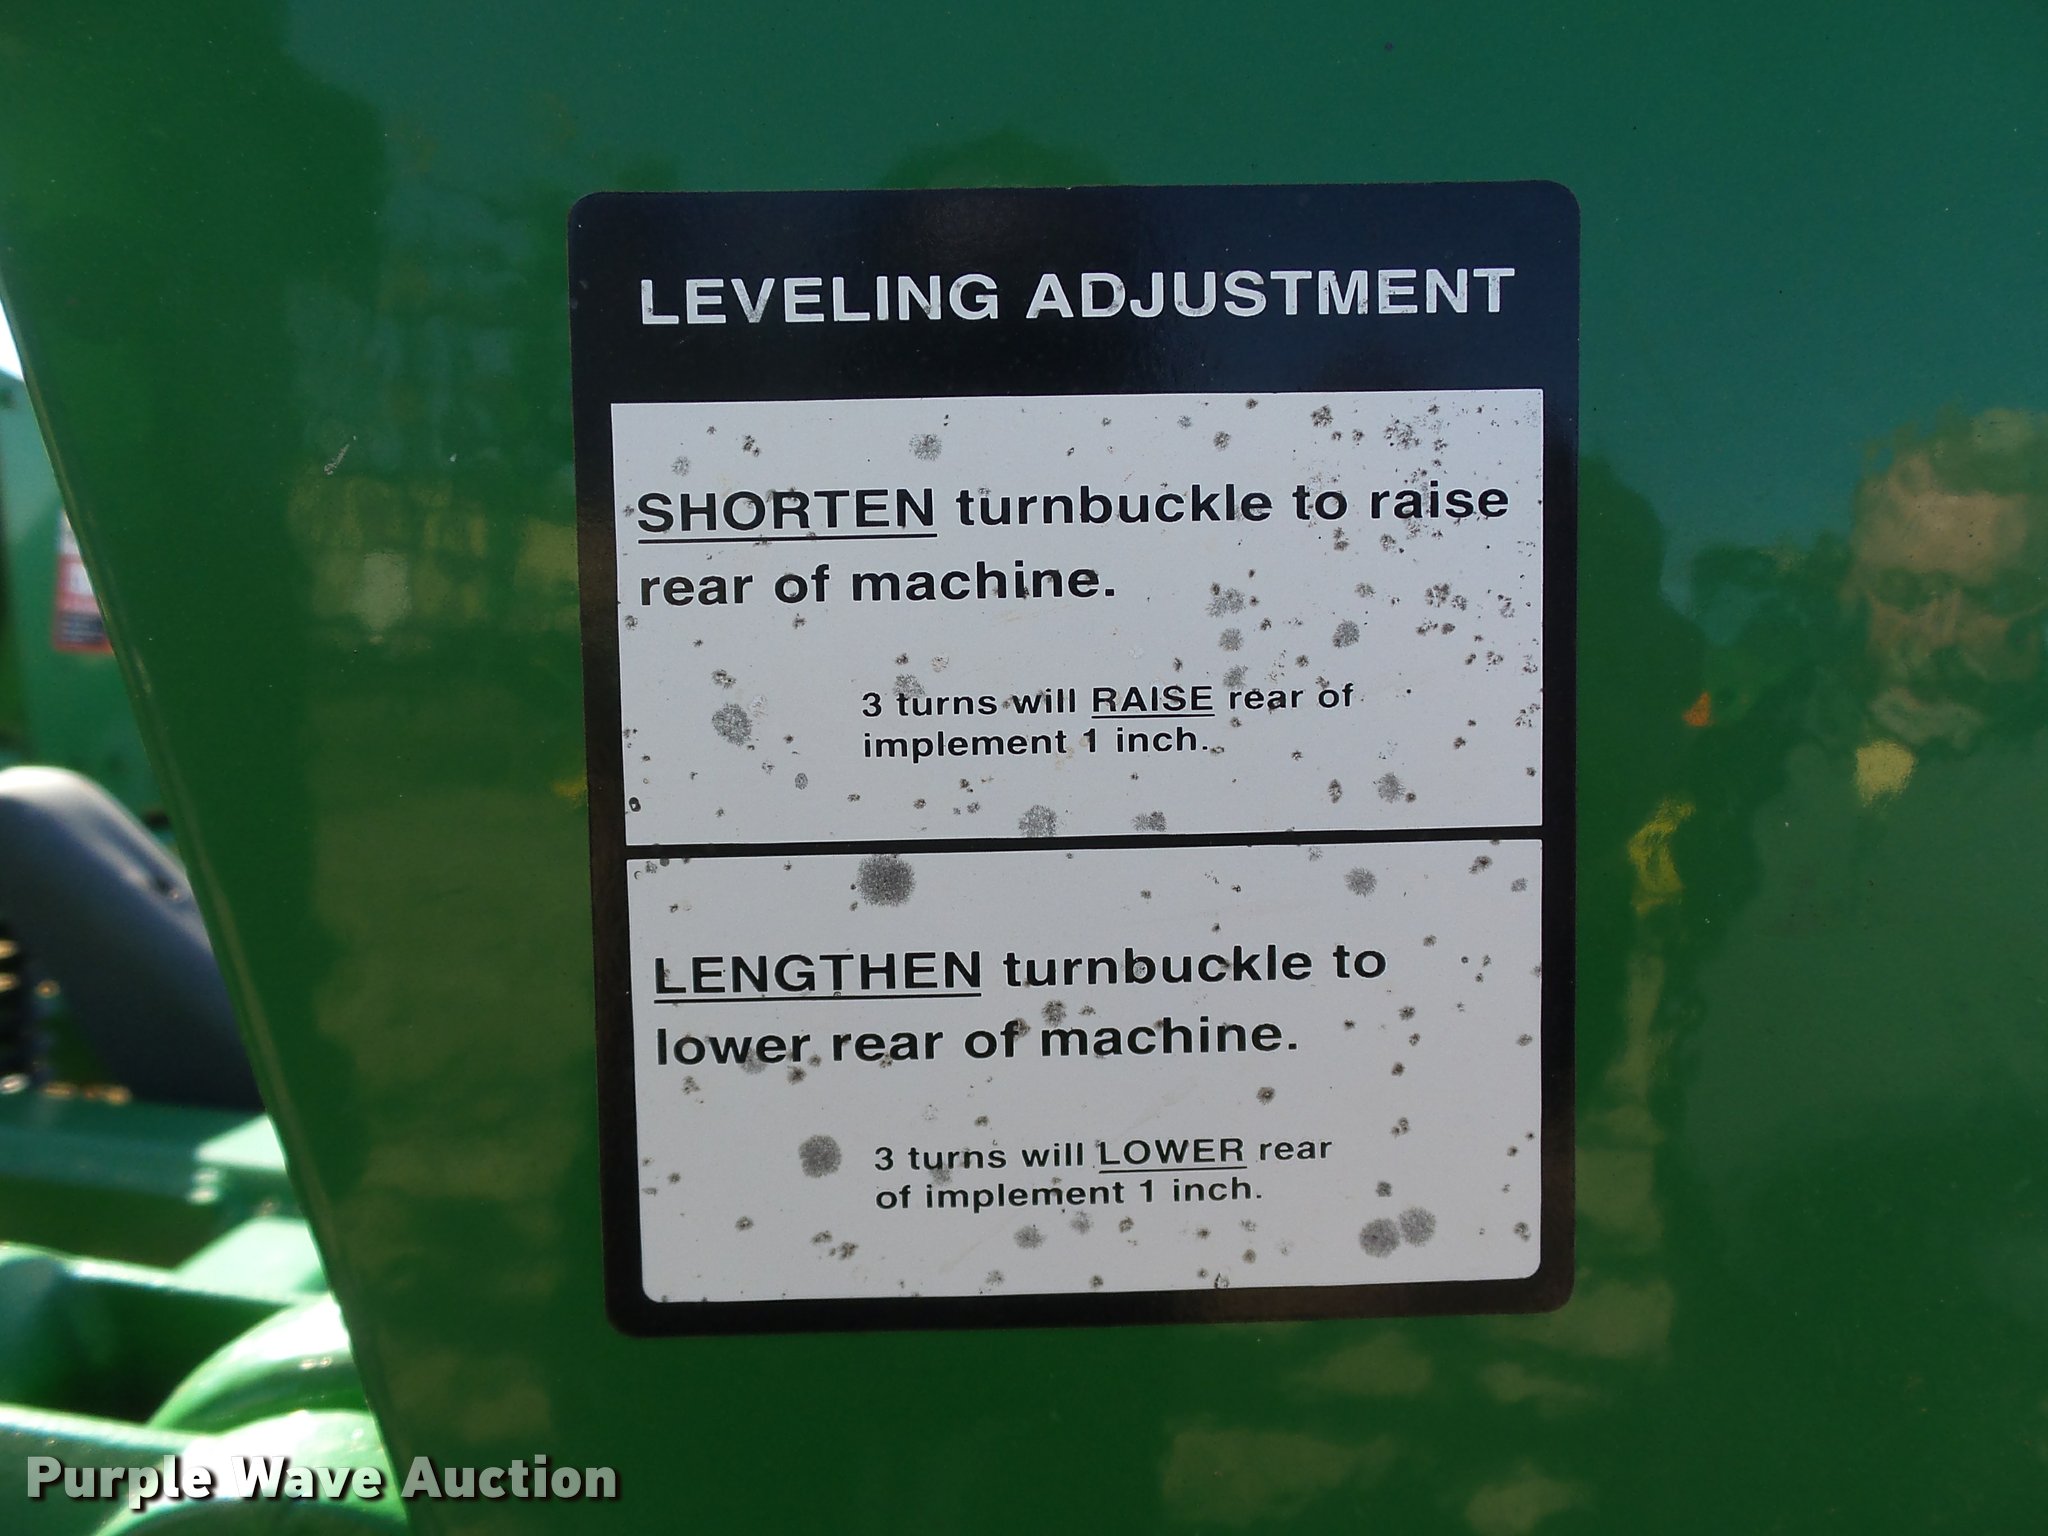 LEVELING ADJUSTMENT
SHORTEN turnbuckle to raise
rear of machine.
3 turns will RAISE rear of
implement 1 inch.
LENGTHEN turnbuckle to
lower rear of machine.
3 turns will LOWER rear
of implement 1 inch.
Purple Wave Auction